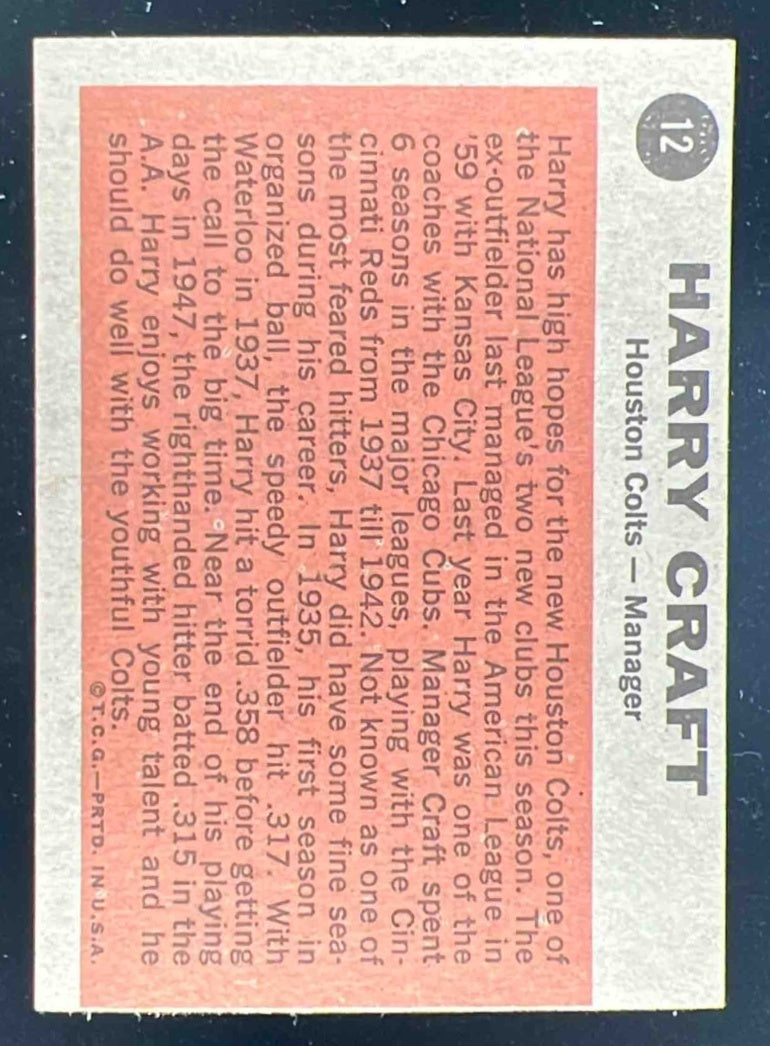 12
HARRY CRAFT
Houston Colts — Manager
Harry has high hopes for the new Houston Colts, one of
the National League's two new clubs this season. The
ex-outfielder last managed in the American League in
'59 with Kansas City. Last year Harry was one of the
coaches with the Chicago Cubs. Manager Craft spent
6 seasons in the major leagues, playing with the Cin-
cinnati Reds from 1937 till 1942. Not known as one of
the most feared hitters, Harry did have some fine sea-
sons during his career. In 1935, his first season in
organized ball, the speedy outfielder hit .317. With
Waterloo in 1937, Harry hit a torrid .358 before getting
the call to the big time. Near the end of his playing
days in 1947, the righthanded hitter batted .315 in the
A.A. Harry enjoys working with young talent and he
should do well with the youthful Colts.
©T.C.G.—PRTD. IN U.S.A.